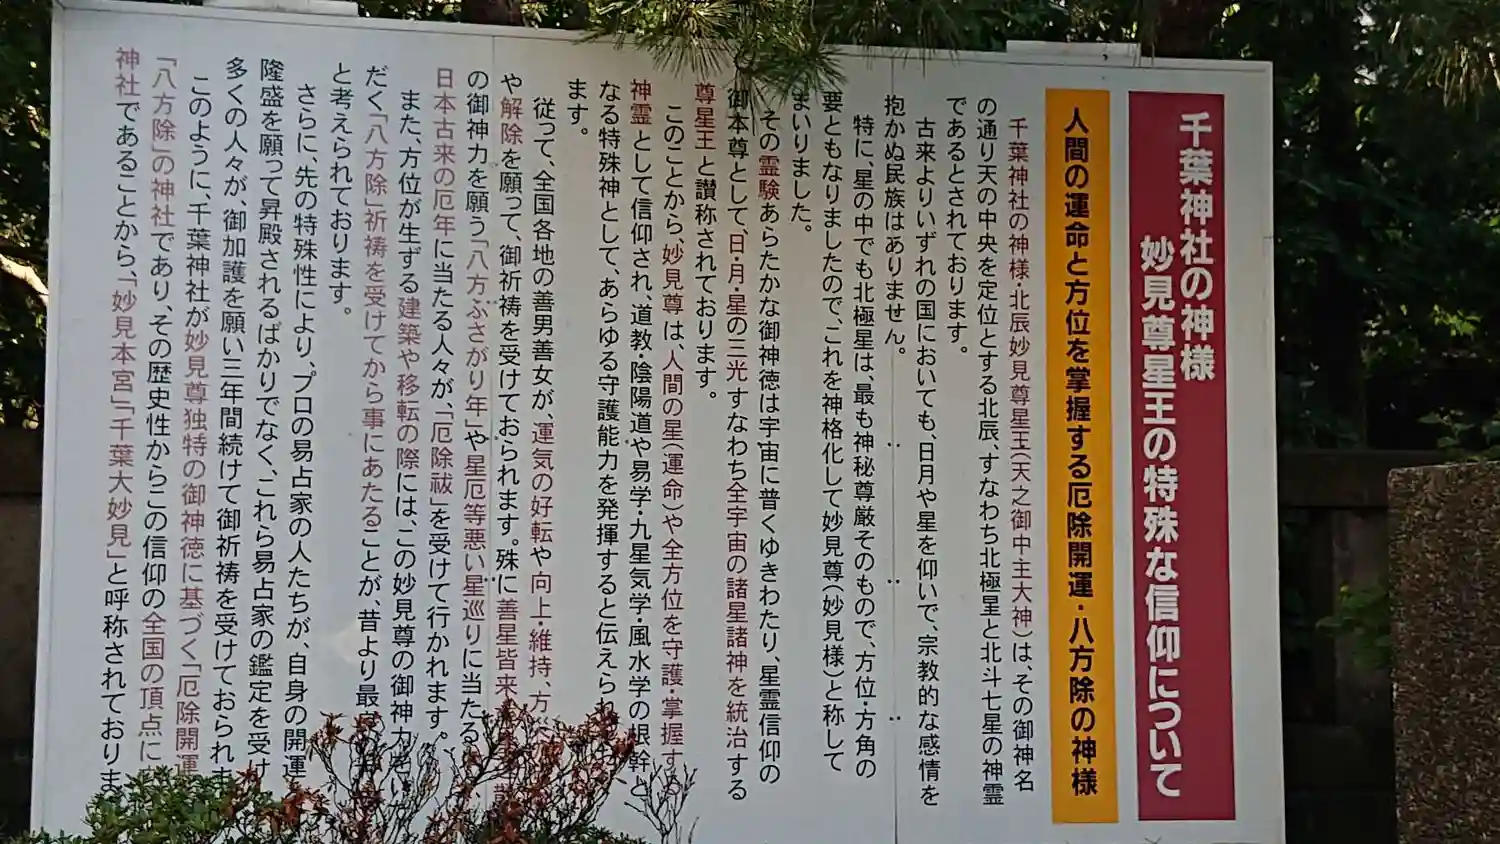 千葉神社の神様
妙見尊星王の特殊な信仰について
人間の運命と方位を掌握する厄除開運・八方除の神様
千葉神社の神様・北辰妙見尊星王（天之御中主大神）は、その御神名
の通り天の中央を定位とする北辰、すなわち北極星と北斗七星の神霊
であるとされております。
古来よりいずれの国においても、日月や星を仰いで、宗教的な感情を
抱かぬ民族はありません。
特に、星の中でも北極星は、最も神秘尊厳そのもので、方位・方角の
要ともなりましたので、これを神格化して妙見尊（妙見様）と称して
まいりました。
その霊験あらたかな御神徳は宇宙に普くゆきわたり、星霊信仰の
御本尊として、日・月・星の三光すなわち全宇宙の諸星諸神を統治する
尊星王と讃称されております。
このことから、妙見尊は、人間の星（運命）や全方位を守護・掌握する
神霊として信仰され、道教・陰陽道や易学・九星気学・風水学の根幹と
なる特殊神として、あらゆる守護能力を発揮すると伝えられ
ます。
従って、全国各地の善男善女が、運気の好転や向上・維持、方
や解除を願って、御祈祷を受けておられます。殊に善星皆来
の御神力を願う「八方ふさがり年」や星厄等悪い星巡りに当たる
日本古来の厄年に当たる人々が、「厄除祓」を受けて行かれます。
また、方位が生ずる建築や移転の際には、この妙見尊の御神力
だく「八方除」祈祷を受けてから事にあたることが、昔より最
と考えられております。
さらに、先の特殊性により、プロの易占家の人たちが、自身の開運
隆盛を願って昇殿されるばかりでなく、これら易占家の鑑定を受け
多くの人々が、御加護を願い三年間続けて御祈祷を受けておられま
このように、千葉神社が妙見尊独特の御神徳に基づく「厄除開運
「八方除」の神社であり、その歴史性からこの信仰の全国の頂点に
神社であることから、「妙見本宮」「千葉大妙見」と呼称されておりま